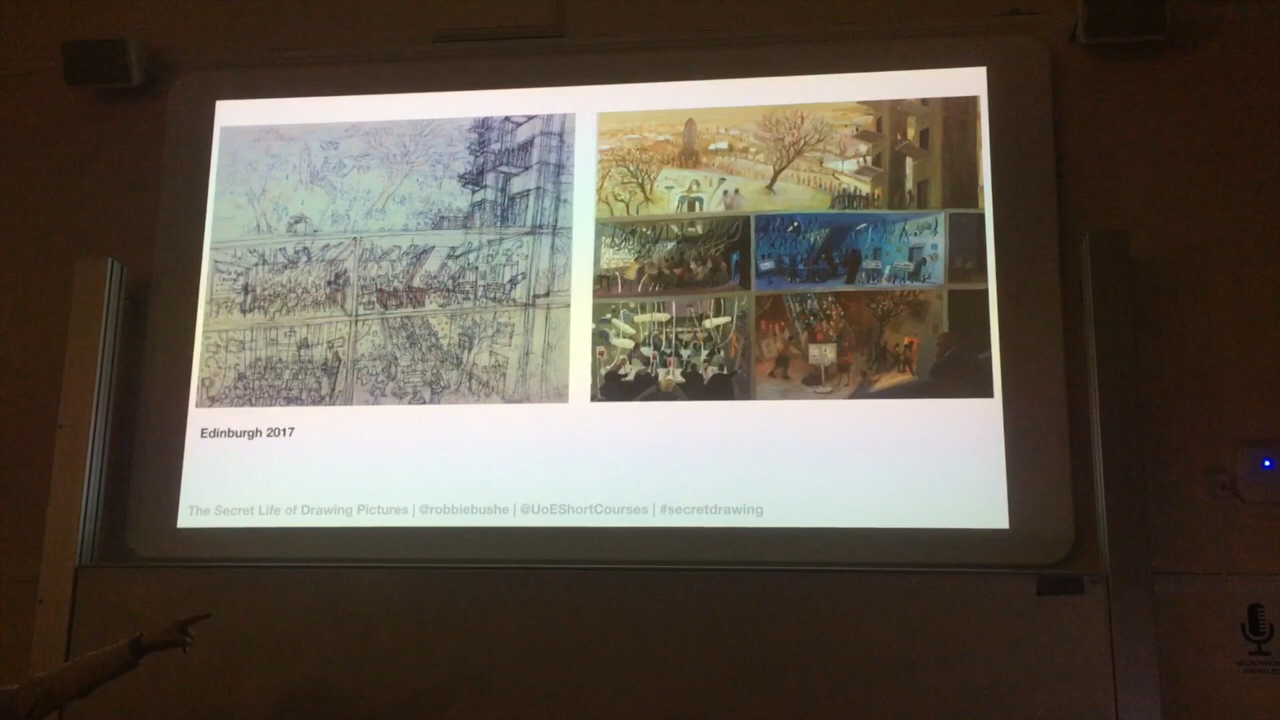 Edinburgh 2017
The Secret Life of Drawing Pictures | @robbiebushe | @UoEShortCourses | #secretdrawing